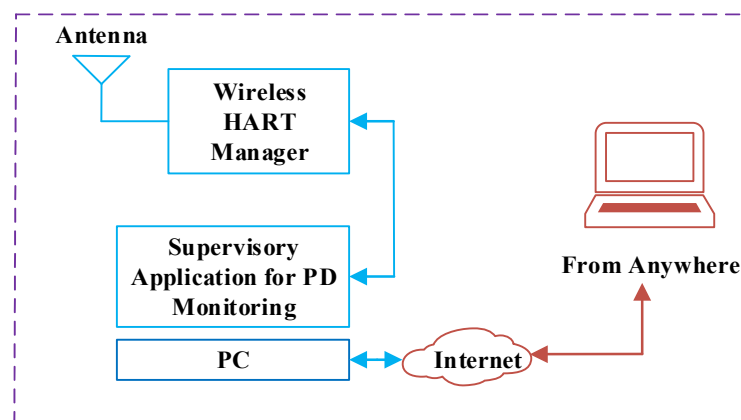 Antenna
Wireless
HART
Manager
Supervisory
Application for PD
Monitoring
From Anywhere
PC
Internet